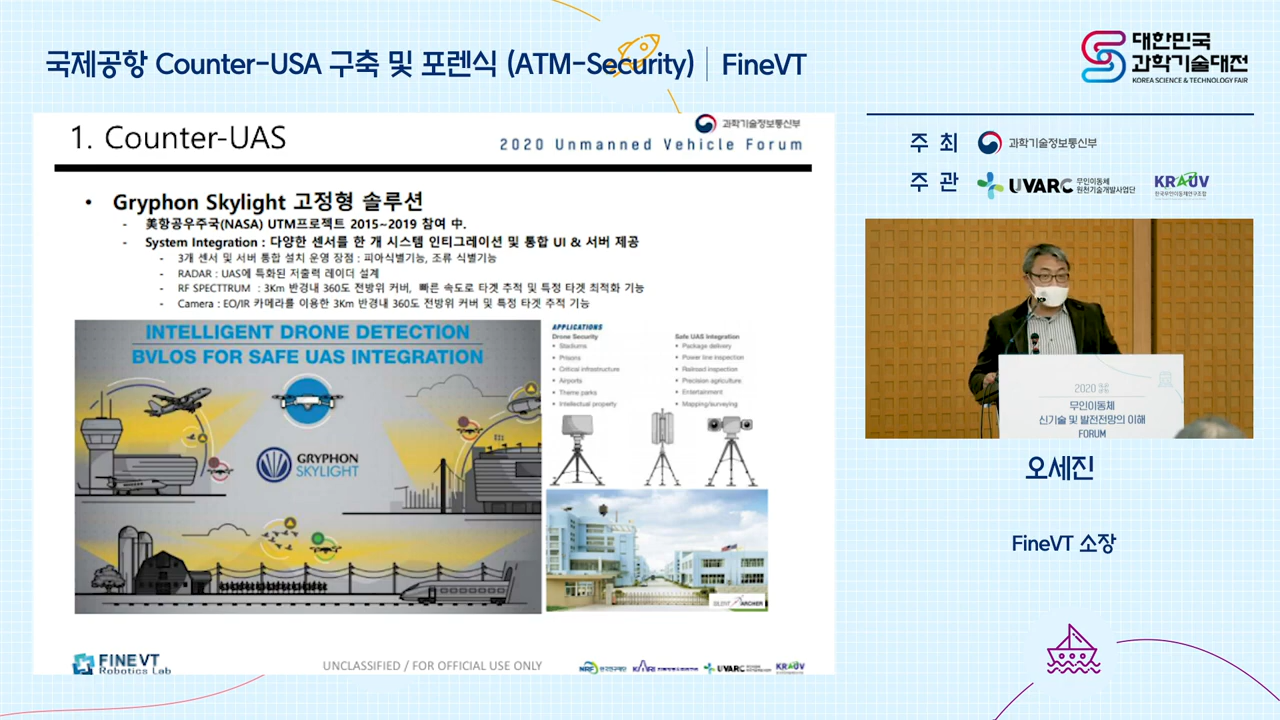 국제공항 Counter-USA 구축 및 포렌식 (ATM-Security) | FineVT
대한민국
과학기술대전
KOREA SCIENCE & TECHNOLOGY FAIR
1. Counter-UAS
과학기술정보통신부
2020 Unmanned Vehicle Forum
• Gryphon Skylight 고정형 솔루션
- 美항공우주국(NASA) UTM프로젝트 2015~2019 참여 中.
- System Integration : 다양한 센서를 한 개 시스템 인티그레이션 및 통합 UI & 서버 제공
- 3개 센서 및 서버 통합 설치 운영 장점 : 피아식별기능, 조류 식별기능
- RADAR : UAS에 특화된 저출력 레이더 설계
- RF SPECTTRUM : 3Km 반경내 360도 전방위 커버, 빠른 속도로 타겟 추적 및 특정 타겟 최적화 기능
- Camera : EO/IR 카메라를 이용한 3Km 반경내 360도 전방위 커버 및 특정 타겟 추적 기능
INTELLIGENT DRONE DETECTION
BVLOS FOR SAFE UAS INTEGRATION
GRYPHON
SKYLIGHT
APPLICATIONS
Drone Security
• Stadiums
• Prisons
• Critical infrastructure
• Airports
• Theme parks
• Intellectual property
Safe UAS Integration
• Package delivery
• Power line inspection
• Railroad inspection
• Precision agriculture
• Entertainment
• Mapping/surveying
SILENT ARCHER
FINEVT
Robotics Lab
UNCLASSIFIED / FOR OFFICIAL USE ONLY
NRF 한국연구재단
KARI
UVARC
KRAUV
주 최
과학기술정보통신부
주 관
UVARC 무인이동체
원천기술개발사업단
KRAUV
한국무인이동체연구조합
2020
무인이동체
신기술 및 발전전망의 이해
FORUM
오세진
FineVT 소장